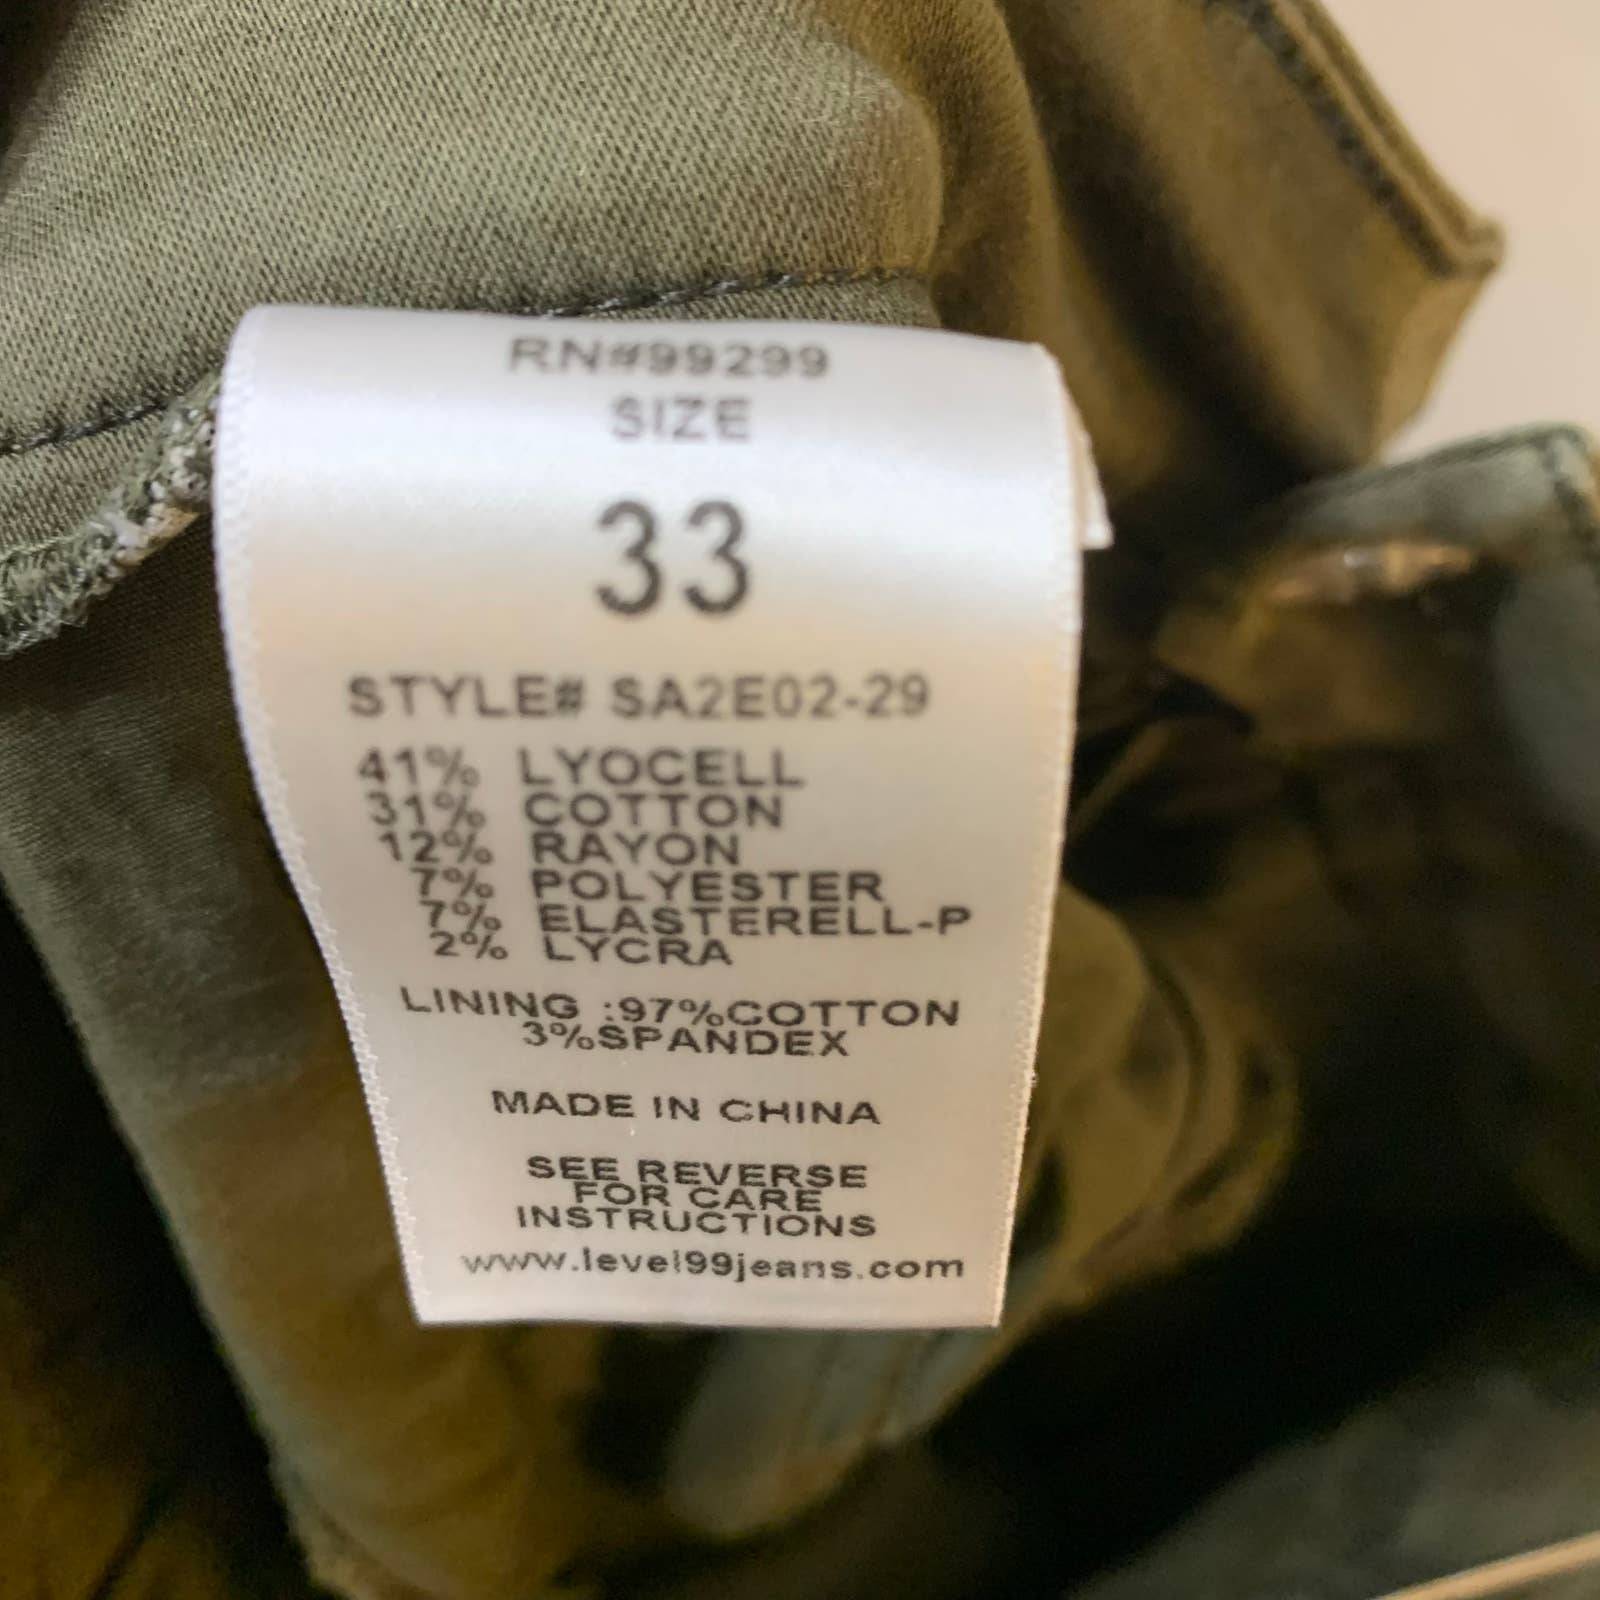 RN#99299
SIZE
33
STYLE# SA2E02-29
41% LYOCELL
31% COTTON
12% RAYON
7% POLYESTER
7% ELASTERELL-P
2% LYCRA
LINING :97%COTTON
3%SPANDEX
MADE IN CHINA
SEE REVERSE
FOR CARE
INSTRUCTIONS
www.level99jeans.com